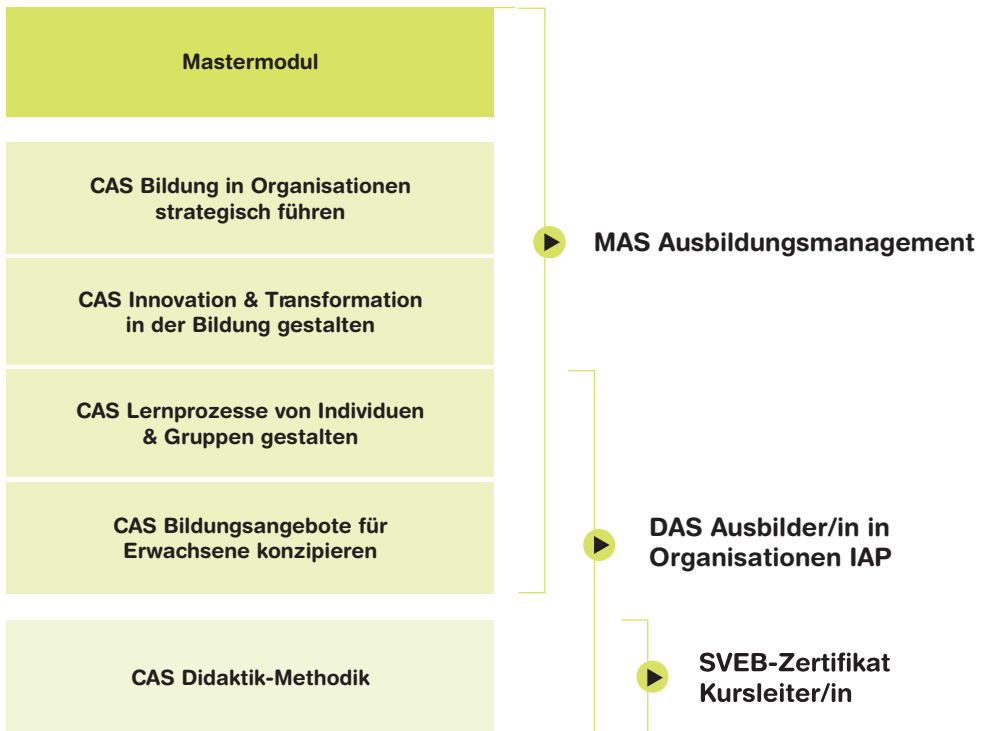 Mastermodul
CAS Bildung in Organisationen
strategisch führen
CAS Innovation & Transformation
in der Bildung gestalten
CAS Lernprozesse von Individuen
& Gruppen gestalten
CAS Bildungsangebote für
Erwachsene konzipieren
CAS Didaktik-Methodik
MAS Ausbildungsmanagement
DAS Ausbilder/in in
Organisationen IAP
SVEB-Zertifikat
Kursleiter/in